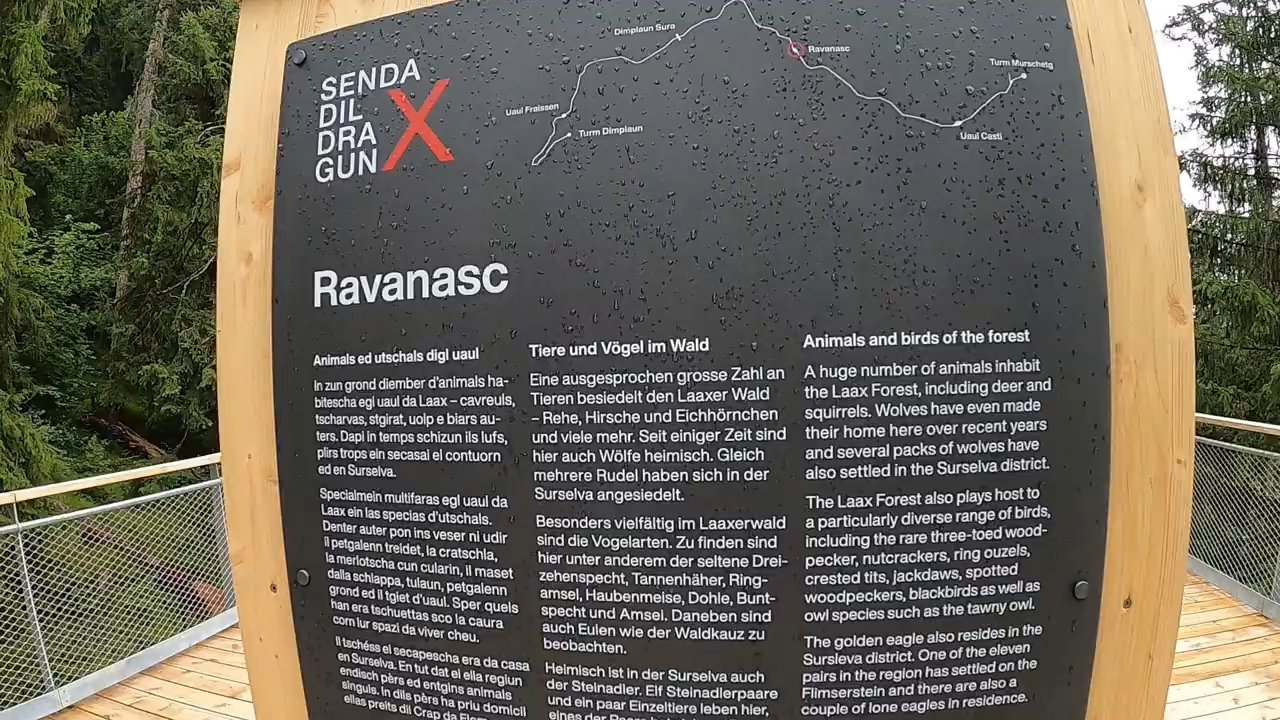 SENDA
DIL
DRA
GUN X
Dimplaun Sura
Ravanasc
Turm Murschetg
Uaul Fraissen
Turm Dimplaun
Uaul Casti
Ravanasc
Animals ed utschals digl uaul
In zun grond diember d'animals ha-
bitescha egl uaul da Laax – cavreuls,
tscharvas, stgirat, uolp e biars au-
ters. Dapi in temps schizun ils lufs,
plirs trops ein secasai el contuorn
ed en Surselva.
Specialmein multifaras egl uaul da
Laax ein las specias d'utschals.
Denter auter pon ins veser ni udir
il petgalenn treidet, la cratschla,
la merlotscha cun cularin, il maset
dalla schlappa, tulaun, petgalenn
grond ed il tgiet d'uaul. Sper quels
han era tschuettas sco la caura
corn lur spazi da viver cheu.
Il tschéss el secapescha era da casa
en Surselva. En tut dat ei ella regiun
endisch pèrs ed entgins animals
singuls. In dils pèrs ha priu domicil
ellas preits dil Crap da
Tiere und Vögel im Wald
Eine ausgesprochen grosse Zahl an
Tieren besiedelt den Laaxer Wald
– Rehe, Hirsche und Eichhörnchen
und viele mehr. Seit einiger Zeit sind
hier auch Wölfe heimisch. Gleich
mehrere Rudel haben sich in der
Surselva angesiedelt.
Besonders vielfältig im Laaxerwald
sind die Vogelarten. Zu finden sind
hier unter anderem der seltene Drei-
zehenspecht, Tannenhäher, Ring-
amsel, Haubenmeise, Dohle, Bunt-
specht und Amsel. Daneben sind
auch Eulen wie der Waldkauz zu
beobachten.
Heimisch ist in der Surselva auch
der Steinadler. Elf Steinadlerpaare
und ein paar Einzeltiere leben hier,
eines der Paare
Animals and birds of the forest
A huge number of animals inhabit
the Laax Forest, including deer and
squirrels. Wolves have even made
their home here over recent years
and several packs of wolves have
also settled in the Surselva district.
The Laax Forest also plays host to
a particularly diverse range of birds,
including the rare three-toed wood-
pecker, nutcrackers, ring ouzels,
crested tits, jackdaws, spotted
woodpeckers, blackbirds as well as
owl species such as the tawny owl.
The golden eagle also resides in the
Sursleva district. One of the eleven
pairs in the region has settled on the
Flimserstein and there are also a
couple of lone eagles in residence.